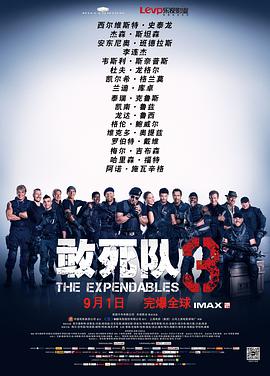 MILLENNIUM
Levp乐视影业
西尔维斯特·史泰龙
杰森·斯坦森
安东尼奥·班德拉斯
李连杰
韦斯利·斯奈普斯
杜夫·龙格尔
凯尔希·格兰莫
兰迪·库卓
泰瑞·克鲁斯
凯南·鲁兹
龙达·鲁西
格伦·鲍威尔
维克多·奥提兹
罗伯特·戴维
梅尔·吉布森
哈里森·福特
阿诺·施瓦辛格
敢死队3
THE EXPENDABLES
9月1日 完爆全球 IMAX